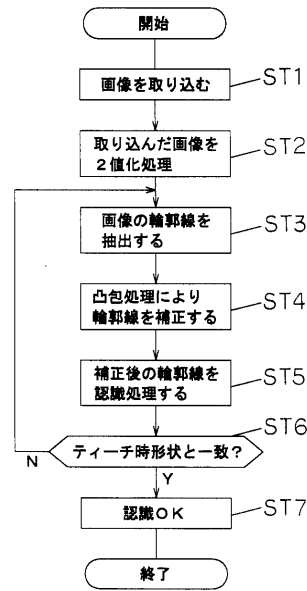 開始
画像を取り込む
ST1
取り込んだ画像を
2値化処理
ST2
画像の輪郭線を
抽出する
ST3
凸包処理により
輪郭線を補正する
ST4
補正後の輪郭線を
認識処理する
ST5
ST6
ティーチ時形状と一致?
N
Y
認識OK
ST7
終了